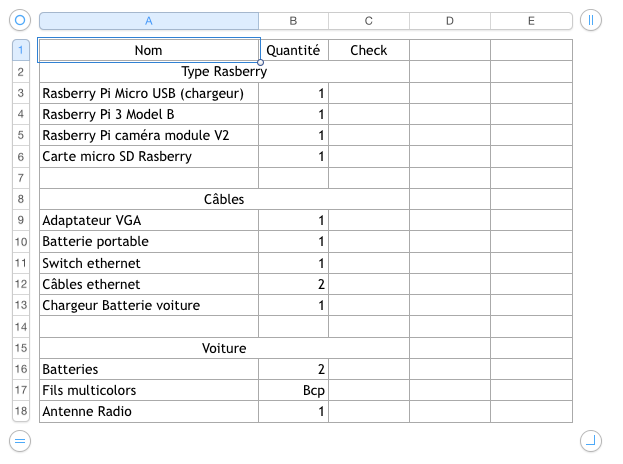 A B C D E
1 Nom Quantité Check
2 Type Rasberry
3 Rasberry Pi Micro USB (chargeur) 1
4 Rasberry Pi 3 Model B 1
5 Rasberry Pi caméra module V2 1
6 Carte micro SD Rasberry 1
7
8 Câbles
9 Adaptateur VGA 1
10 Batterie portable 1
11 Switch ethernet 1
12 Câbles ethernet 2
13 Chargeur Batterie voiture 1
14
15 Voiture
16 Batteries 2
17 Fils multicolors Bcp
18 Antenne Radio 1